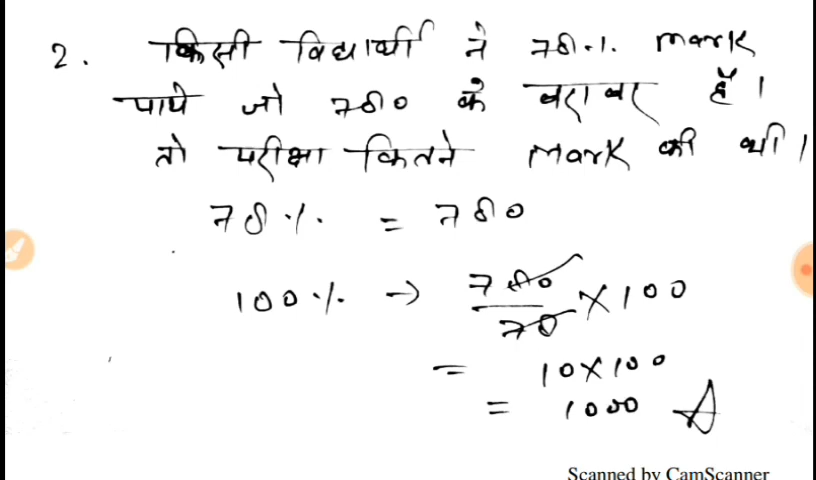 2. किसी विद्यार्थी ने 78% mark
पाये जो 780 के बराबर हैं।
तो परीक्षा कितने mark की थी।
78% = 780
100% → 780/78 × 100
= 10 × 100
= 1000 A
Scanned by CamScanner